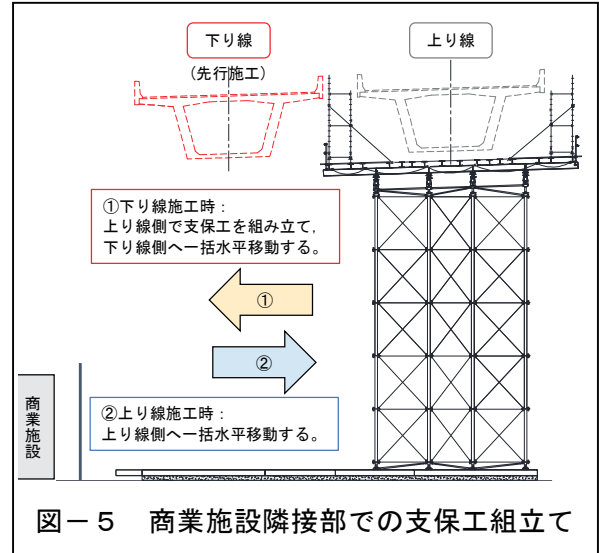 下り線
(先行施工)
上り線
①下り線施工時：
上り線側で支保工を組み立て,
下り線側へ一括水平移動する。
①
②
②上り線施工時：
上り線側へ一括水平移動する。
商業施設
図－５　商業施設隣接部での支保工組立て